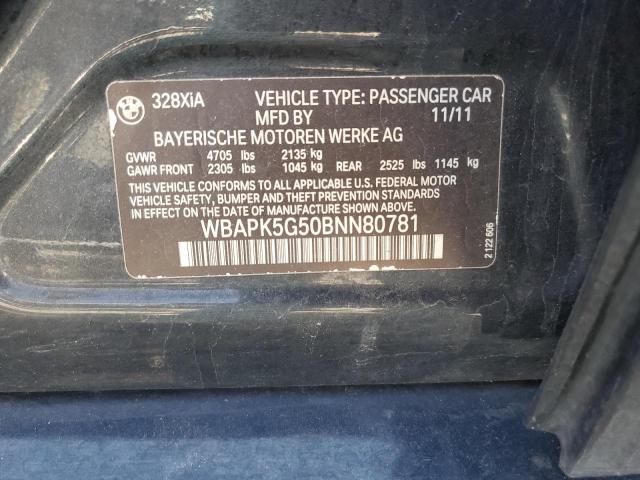 328XiA VEHICLE TYPE: PASSENGER CAR
MFD BY 11/11
BAYERISCHE MOTOREN WERKE AG
GVWR 4705 lbs 2135 kg
GAWR FRONT 2305 lbs 1045 kg REAR 2525 lbs 1145 kg
THIS VEHICLE CONFORMS TO ALL APPLICABLE U.S. FEDERAL MOTOR
VEHICLE SAFETY, BUMPER AND THEFT PREVENTION STANDARDS
IN EFFECT ON THE DATE OF MANUFACTURE SHOWN ABOVE.
WBAPK5G50BNN80781
2 122 606